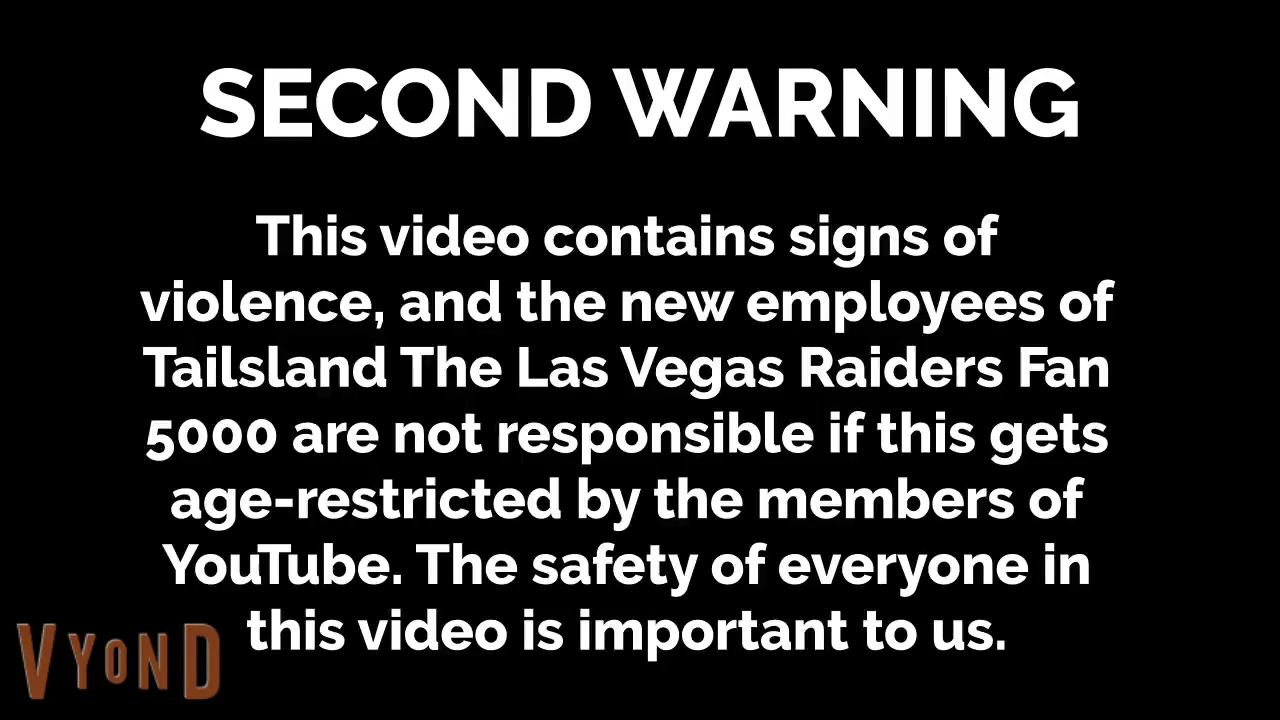 SECOND WARNING
This video contains signs of
violence, and the new employees of
Tailsland The Las Vegas Raiders Fan
5000 are not responsible if this gets
age-restricted by the members of
YouTube. The safety of everyone in
this video is important to us.
VYOND